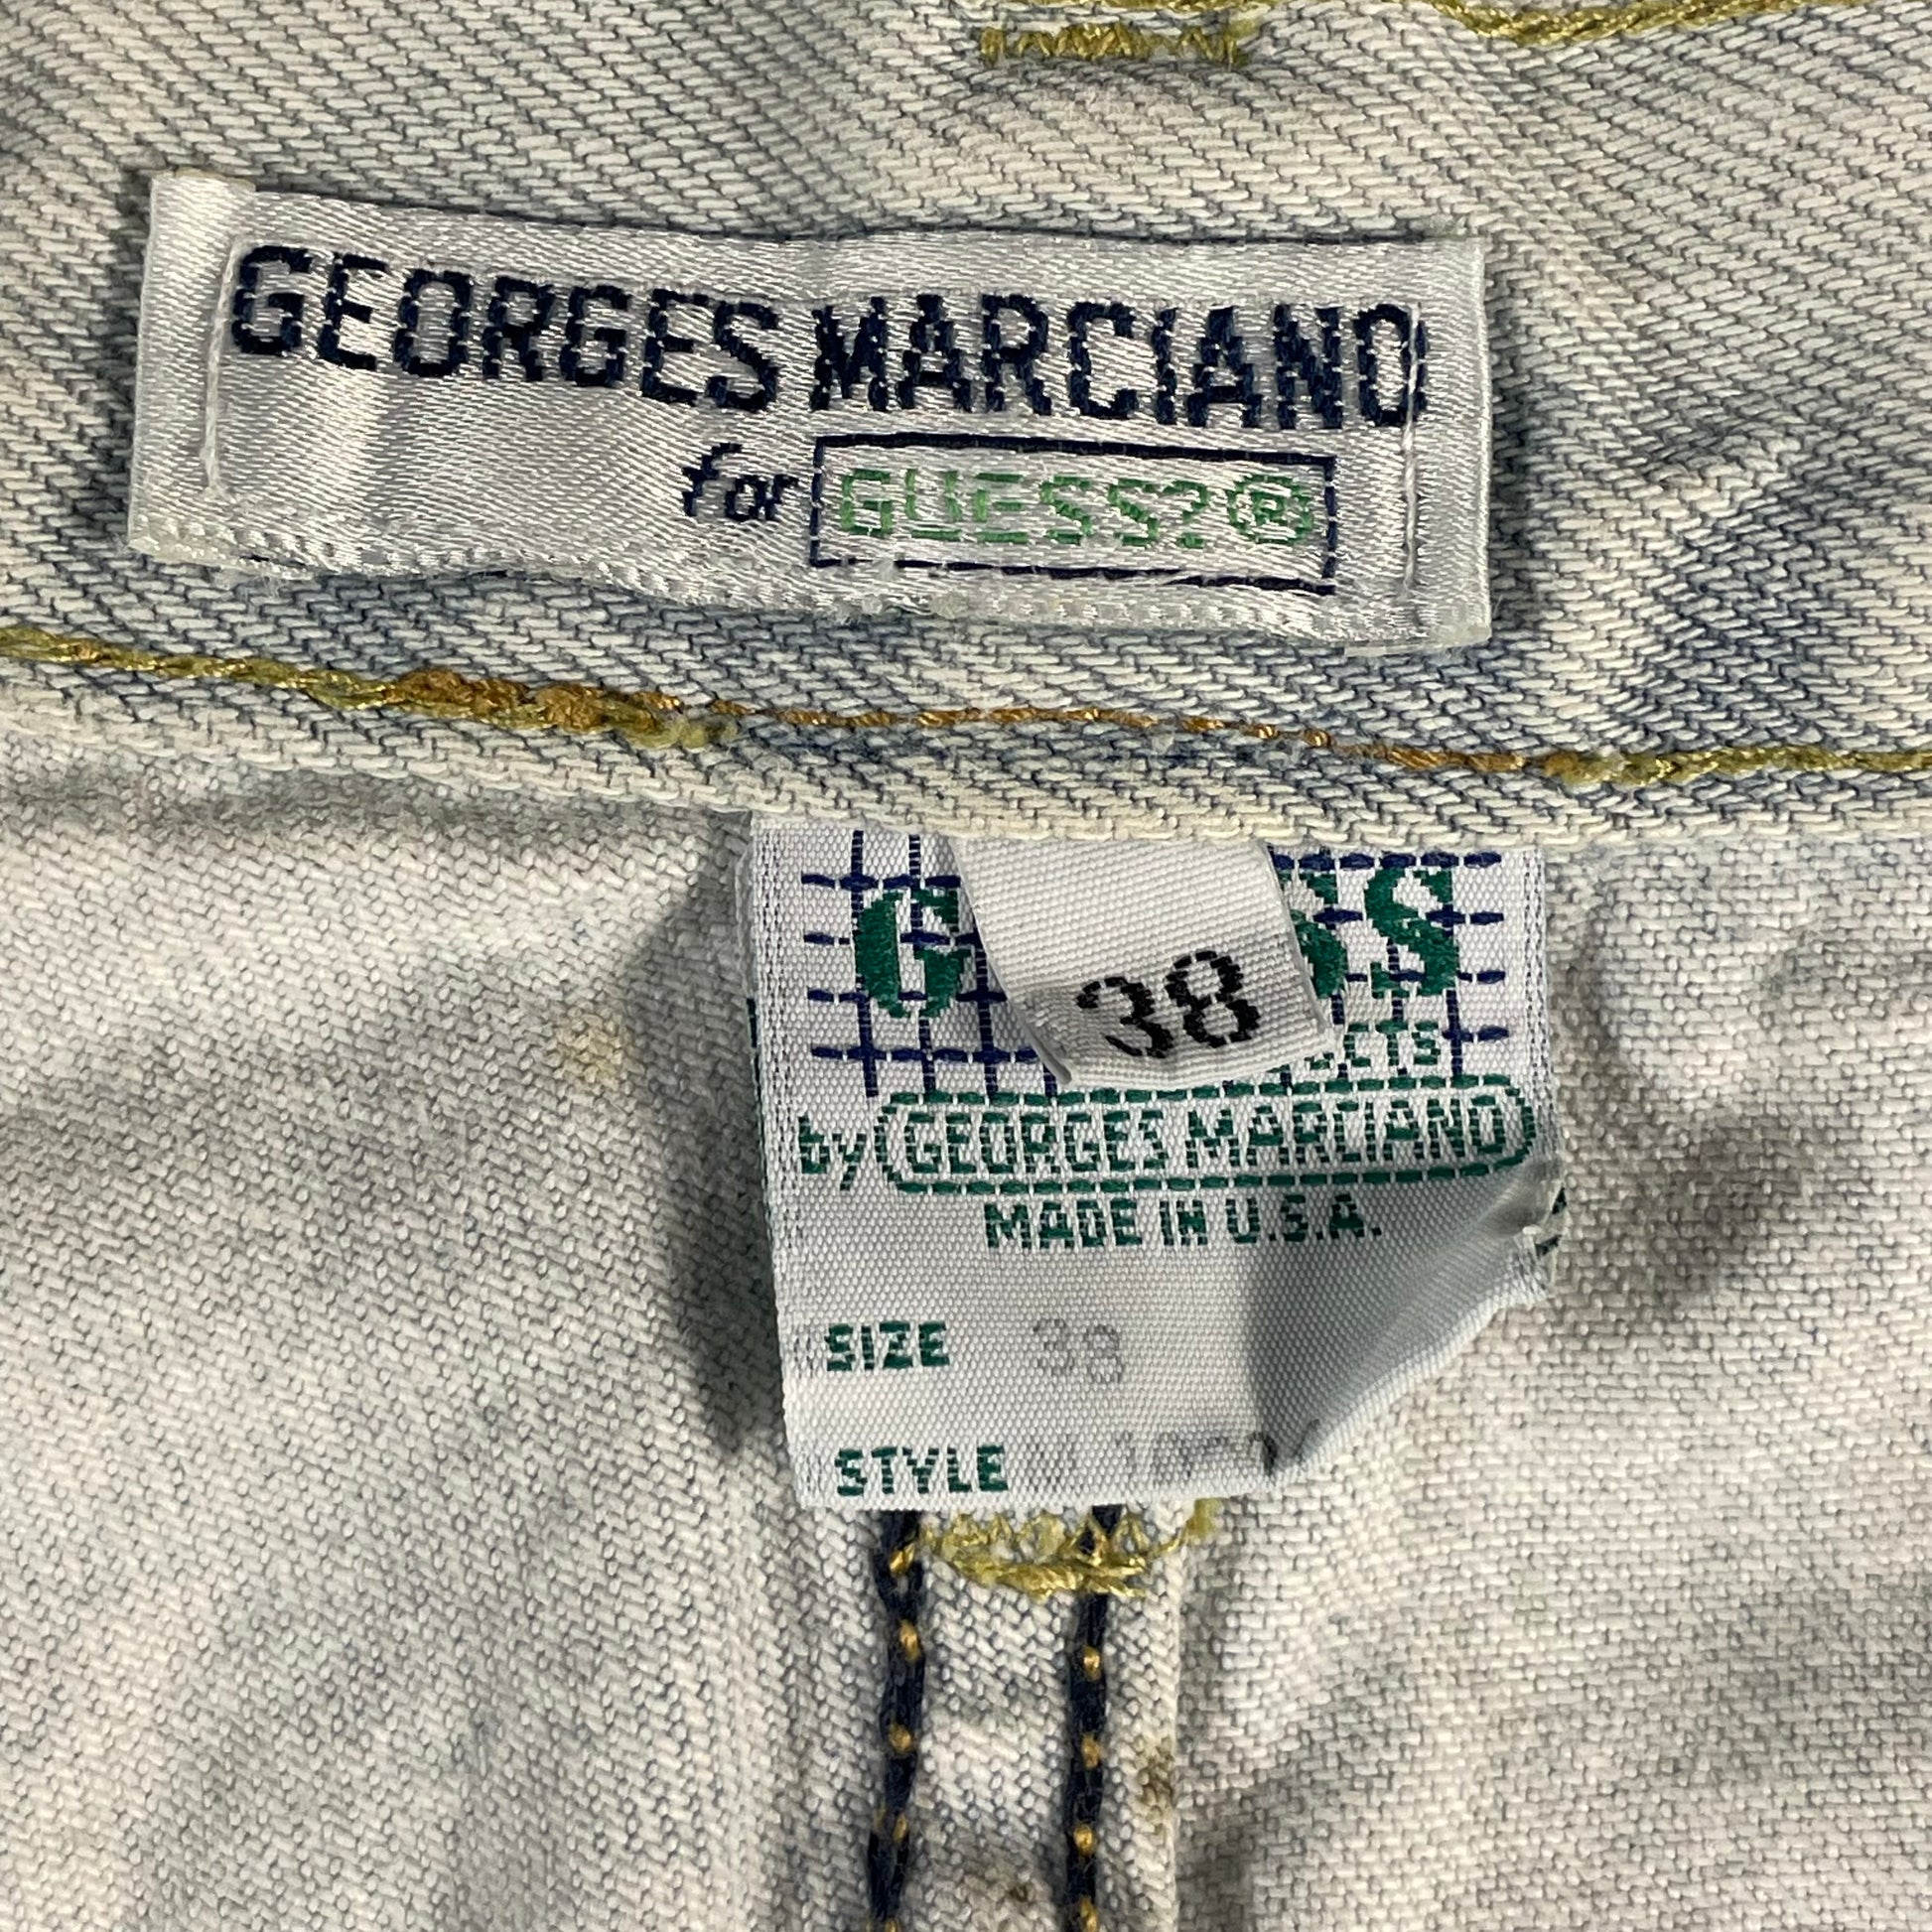 GEORGES MARCIANO
for GUESS?®
38
by GEORGES MARCIANO
MADE IN U.S.A.
SIZE 38
STYLE